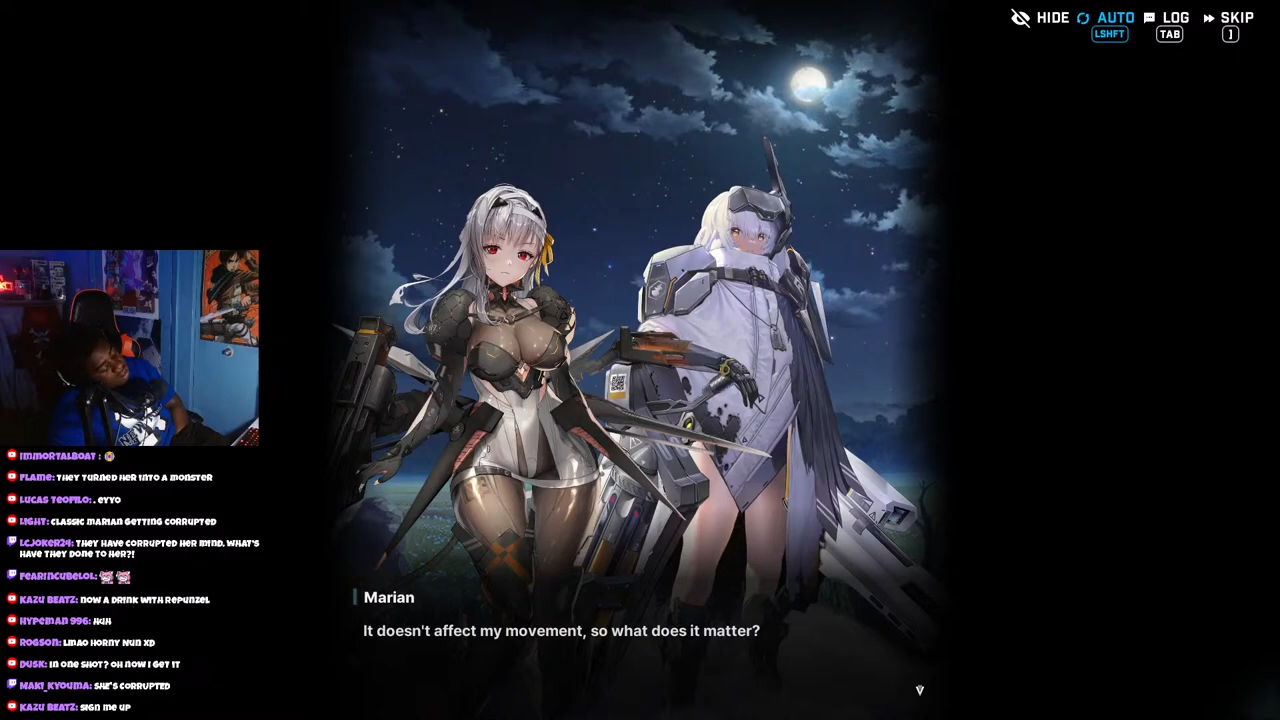 HIDE AUTO LOG SKIP
LSHFT TAB ]
IMMORTALBOAT :
FLAME: THEY TURNED HER INTO A MONSTER
LUCAS TEOFILO: . EYYO
LIGHT: CLASSIC MARIAN GETTING CORRUPTED
LCJOKER24: THEY HAVE CORRUPTED HER MIND. WHAT'S
HAVE THEY DONE TO HER?!
FEARINCUBELOL:
KAZU BEATZ: NOW A DRINK WITH REPUNZEL
HYPEMAN 996: HUH
ROGSON: LMAO HORNY NUN XD
DUSK: IN ONE SHOT? OH NOW I GET IT
MAKI_KYOUMA: SHE'S CORRUPTED
KAZU BEATZ: SIGN ME UP
Marian
It doesn't affect my movement, so what does it matter?